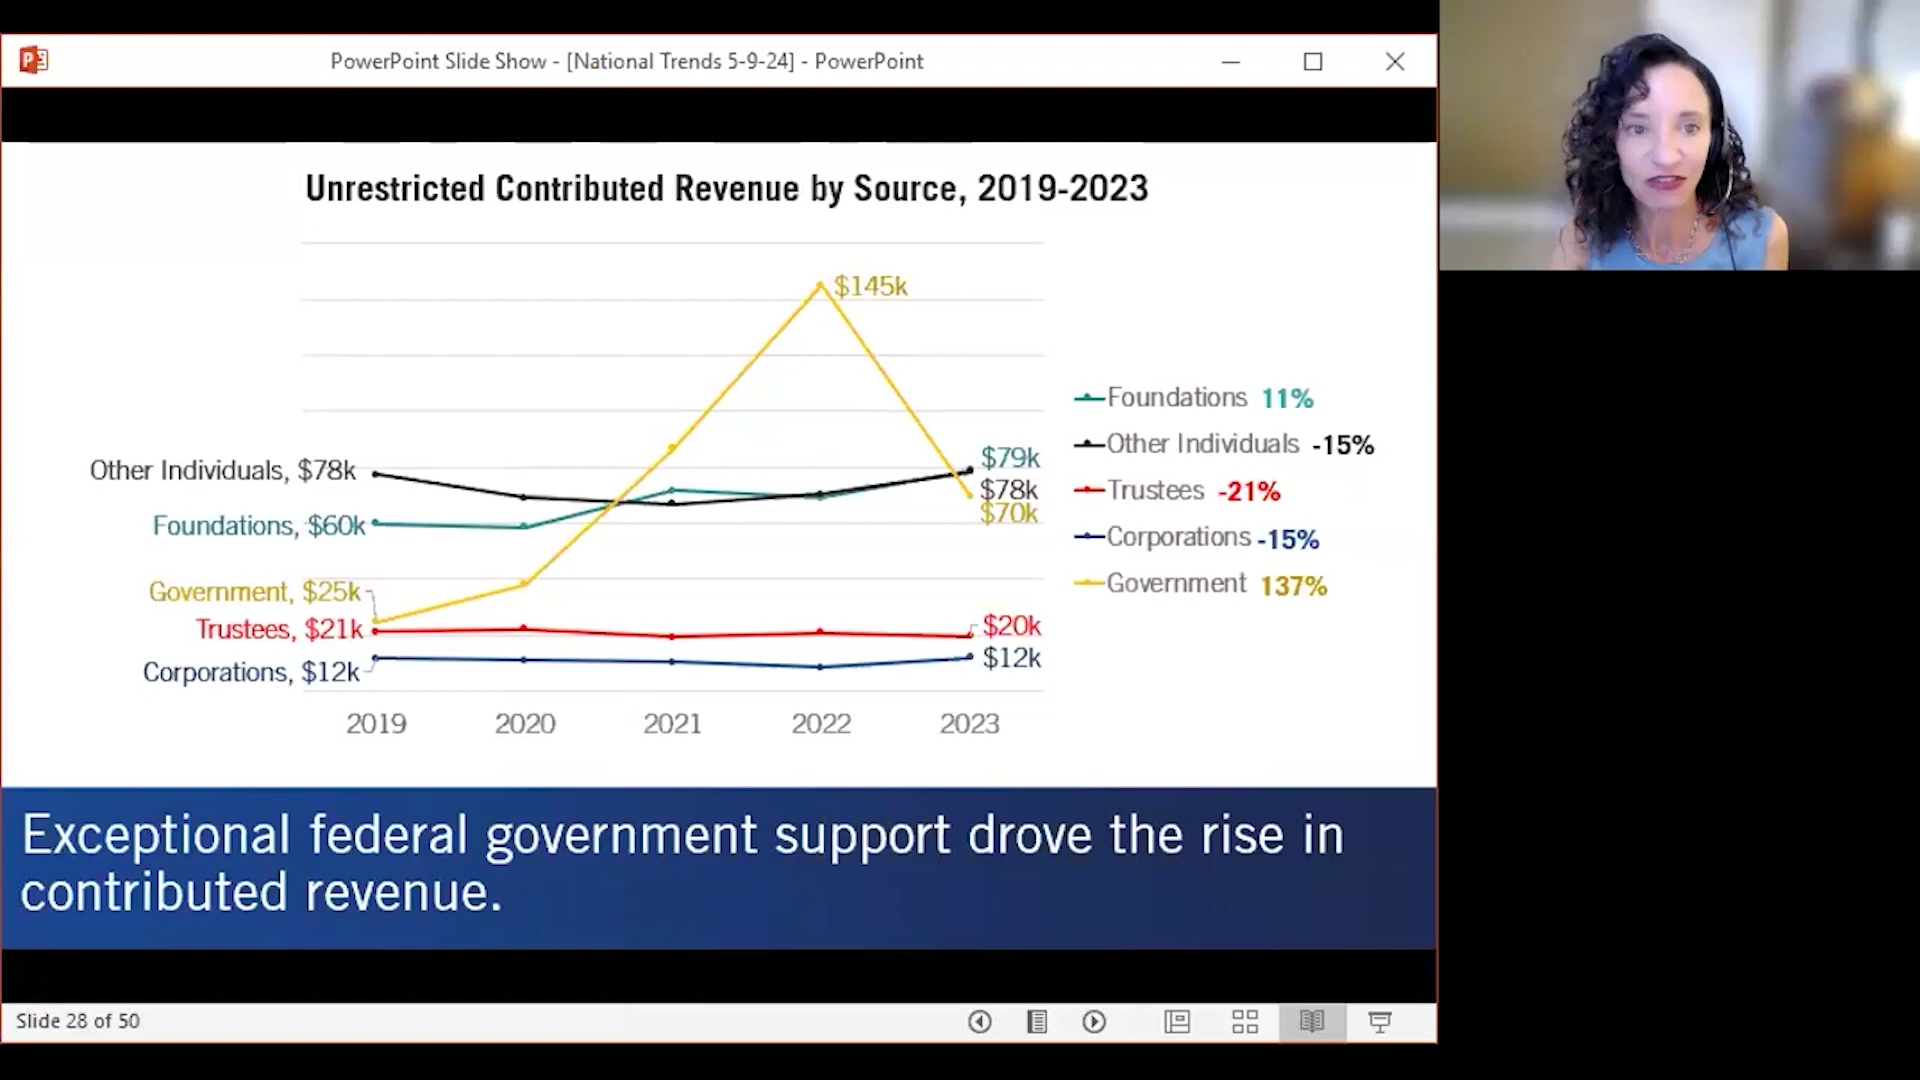 PowerPoint Slide Show - [National Trends 5-9-24] - PowerPoint
Unrestricted Contributed Revenue by Source, 2019-2023
$145k
Foundations 11%
Other Individuals -15%
Trustees -21%
Corporations -15%
Government 137%
Other Individuals, $78k
Foundations, $60k
Government, $25k
Trustees, $21k
Corporations, $12k
$79k
$78k
$70k
$20k
$12k
2019 2020 2021 2022 2023
Exceptional federal government support drove the rise in
contributed revenue.
Slide 28 of 50